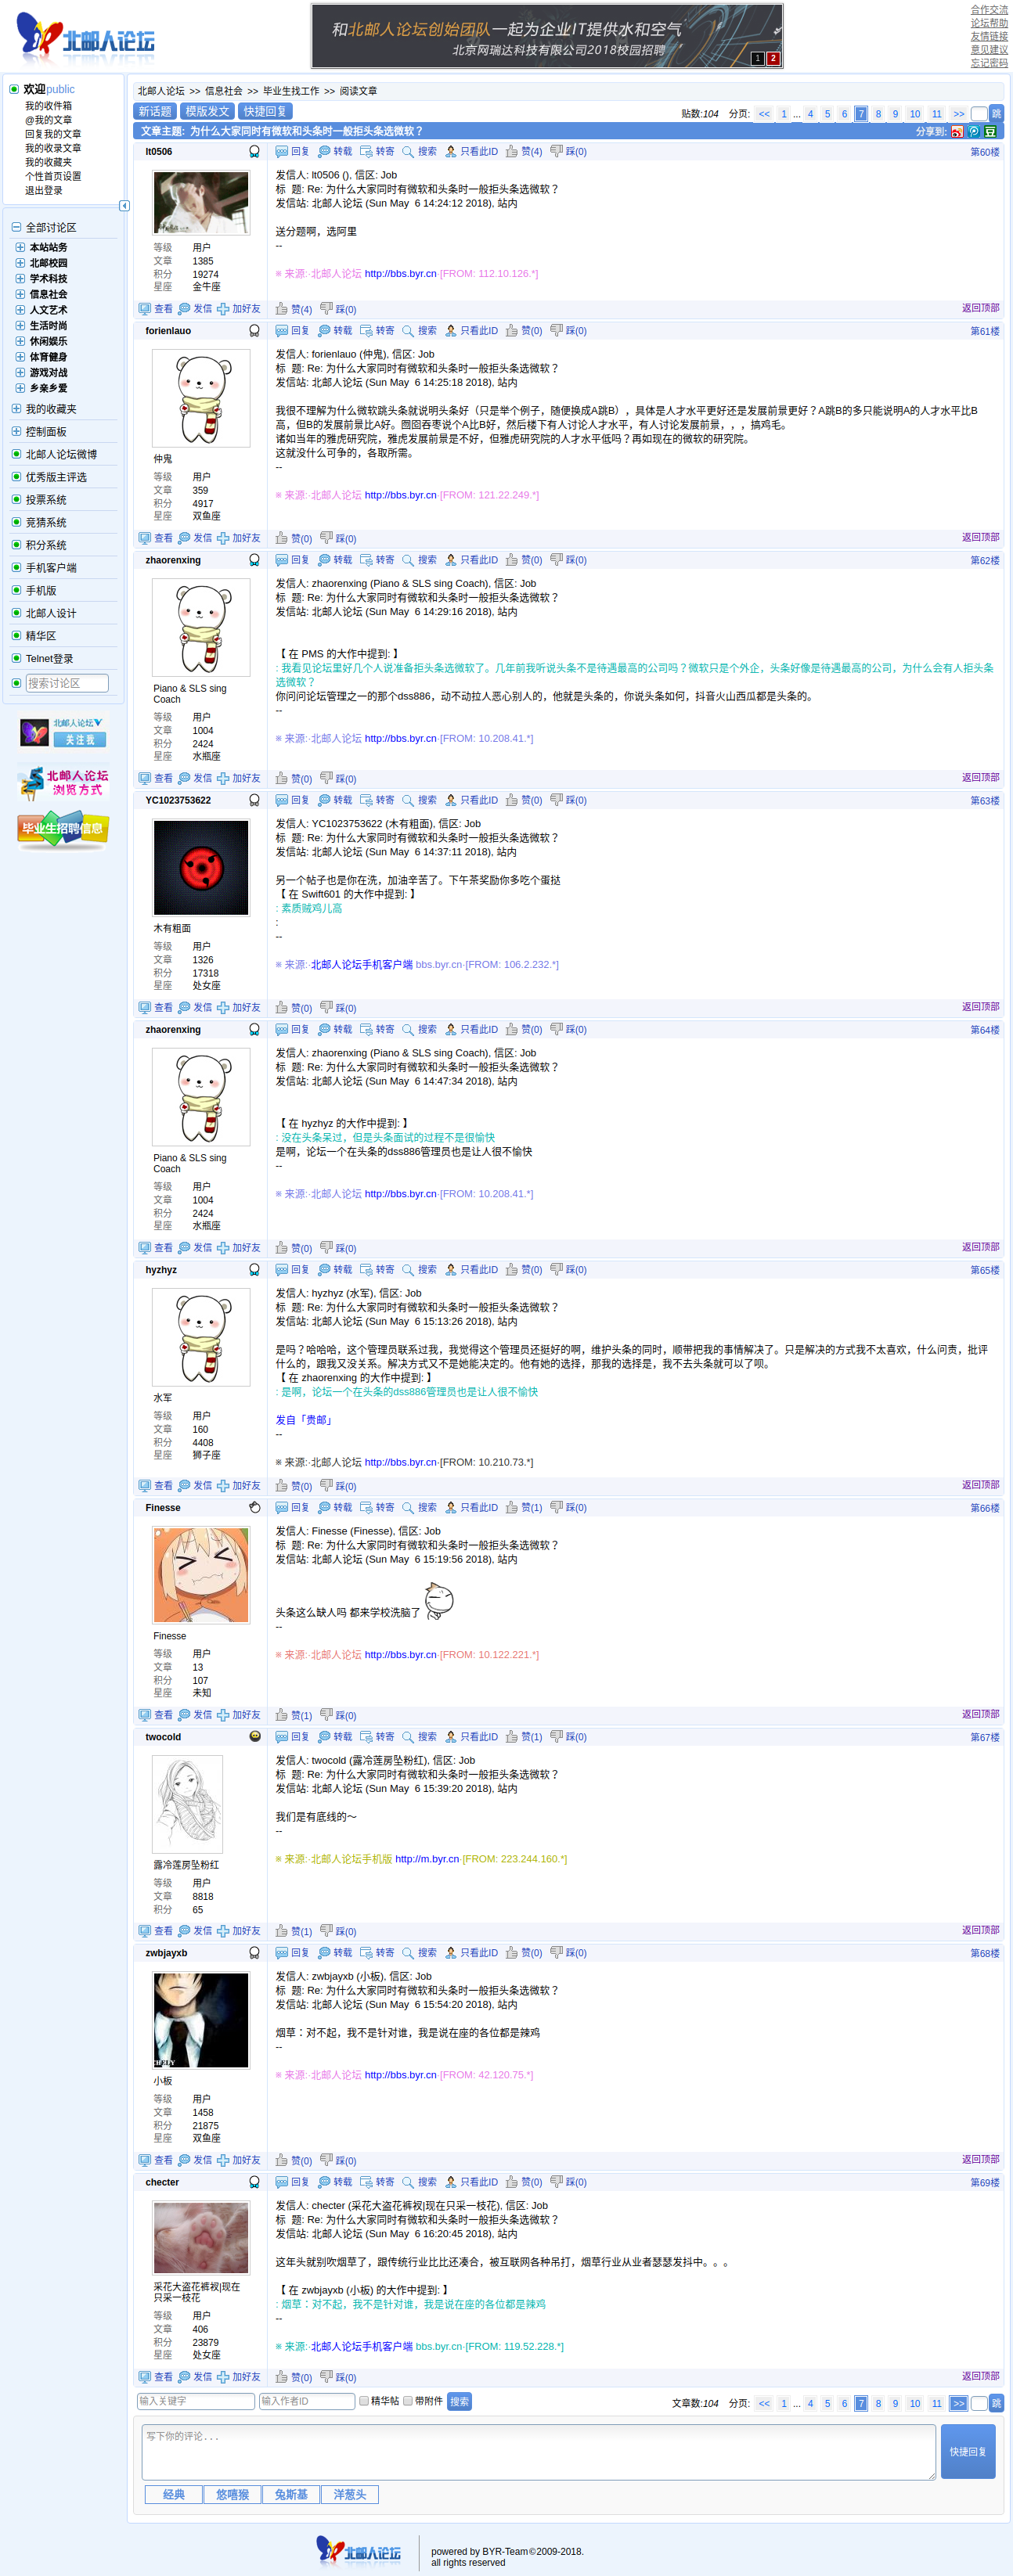 北邮人论坛
和北邮人论坛创始团队一起为企业IT提供水和空气
北京网瑞达科技有限公司2018校园招聘
1 2
合作交流
论坛帮助
友情链接
意见建议
忘记密码
欢迎public
我的收件箱
@我的文章
回复我的文章
我的收录文章
我的收藏夹
个性首页设置
退出登录
全部讨论区
本站站务
北邮校园
学术科技
信息社会
人文艺术
生活时尚
休闲娱乐
体育健身
游戏对战
乡亲乡爱
我的收藏夹
控制面板
北邮人论坛微博
优秀版主评选
投票系统
竞猜系统
积分系统
手机客户端
手机版
北邮人设计
精华区
Telnet登录
搜索讨论区
北邮人论坛
关注我
北邮人论坛
浏览方式
毕业生招聘信息
北邮人论坛 >> 信息社会 >> 毕业生找工作 >> 阅读文章
新话题 模版发文 快捷回复
贴数:104 分页: << 1 ... 4 5 6 7 8 9 10 11 >> 跳
文章主题: 为什么大家同时有微软和头条时一般拒头条选微软？ 分享到:
lt0506 回复 转载 转寄 搜索 只看此ID 赞(4) 踩(0) 第60楼
等级 用户
文章 1385
积分 19274
星座 金牛座
发信人: lt0506 (), 信区: Job
标 题: Re: 为什么大家同时有微软和头条时一般拒头条选微软？
发信站: 北邮人论坛 (Sun May 6 14:24:12 2018), 站内
送分题啊，选阿里
--
※ 来源:·北邮人论坛 http://bbs.byr.cn·[FROM: 112.10.126.*]
查看 发信 加好友 赞(4) 踩(0) 返回顶部
forienlauo 回复 转载 转寄 搜索 只看此ID 赞(0) 踩(0) 第61楼
仲鬼
等级 用户
文章 359
积分 4917
星座 双鱼座
发信人: forienlauo (仲鬼), 信区: Job
标 题: Re: 为什么大家同时有微软和头条时一般拒头条选微软？
发信站: 北邮人论坛 (Sun May 6 14:25:18 2018), 站内
我很不理解为什么微软跳头条就说明头条好（只是举个例子，随便换成A跳B），具体是人才水平更好还是发展前景更好？A跳B的多只能说明A的人才水平比B
高，但B的发展前景比A好。囫囵吞枣说个A比B好，然后楼下有人讨论人才水平，有人讨论发展前景，，，搞鸡毛。
诸如当年的雅虎研究院，雅虎发展前景是不好，但雅虎研究院的人才水平低吗？再如现在的微软的研究院。
这就没什么可争的，各取所需。
--
※ 来源:·北邮人论坛 http://bbs.byr.cn·[FROM: 121.22.249.*]
查看 发信 加好友 赞(0) 踩(0) 返回顶部
zhaorenxing 回复 转载 转寄 搜索 只看此ID 赞(0) 踩(0) 第62楼
Piano & SLS sing
Coach
等级 用户
文章 1004
积分 2424
星座 水瓶座
发信人: zhaorenxing (Piano & SLS sing Coach), 信区: Job
标 题: Re: 为什么大家同时有微软和头条时一般拒头条选微软？
发信站: 北邮人论坛 (Sun May 6 14:29:16 2018), 站内
【 在 PMS 的大作中提到: 】
: 我看见论坛里好几个人说准备拒头条选微软了。几年前我听说头条不是待遇最高的公司吗？微软只是个外企，头条好像是待遇最高的公司，为什么会有人拒头条
选微软？
你问问论坛管理之一的那个dss886，动不动拉人恶心别人的，他就是头条的，你说头条如何，抖音火山西瓜都是头条的。
--
※ 来源:·北邮人论坛 http://bbs.byr.cn·[FROM: 10.208.41.*]
查看 发信 加好友 赞(0) 踩(0) 返回顶部
YC1023753622 回复 转载 转寄 搜索 只看此ID 赞(0) 踩(0) 第63楼
木有粗面
等级 用户
文章 1326
积分 17318
星座 处女座
发信人: YC1023753622 (木有粗面), 信区: Job
标 题: Re: 为什么大家同时有微软和头条时一般拒头条选微软？
发信站: 北邮人论坛 (Sun May 6 14:37:11 2018), 站内
另一个帖子也是你在洗，加油辛苦了。下午茶奖励你多吃个蛋挞
【 在 Swift601 的大作中提到: 】
: 素质贼鸡儿高
:
--
※ 来源:·北邮人论坛手机客户端 bbs.byr.cn·[FROM: 106.2.232.*]
查看 发信 加好友 赞(0) 踩(0) 返回顶部
zhaorenxing 回复 转载 转寄 搜索 只看此ID 赞(0) 踩(0) 第64楼
Piano & SLS sing
Coach
等级 用户
文章 1004
积分 2424
星座 水瓶座
发信人: zhaorenxing (Piano & SLS sing Coach), 信区: Job
标 题: Re: 为什么大家同时有微软和头条时一般拒头条选微软？
发信站: 北邮人论坛 (Sun May 6 14:47:34 2018), 站内
【 在 hyzhyz 的大作中提到: 】
: 没在头条呆过，但是头条面试的过程不是很愉快
是啊，论坛一个在头条的dss886管理员也是让人很不愉快
--
※ 来源:·北邮人论坛 http://bbs.byr.cn·[FROM: 10.208.41.*]
查看 发信 加好友 赞(0) 踩(0) 返回顶部
hyzhyz 回复 转载 转寄 搜索 只看此ID 赞(0) 踩(0) 第65楼
水军
等级 用户
文章 160
积分 4408
星座 狮子座
发信人: hyzhyz (水军), 信区: Job
标 题: Re: 为什么大家同时有微软和头条时一般拒头条选微软？
发信站: 北邮人论坛 (Sun May 6 15:13:26 2018), 站内
是吗？哈哈哈，这个管理员联系过我，我觉得这个管理员还挺好的啊，维护头条的同时，顺带把我的事情解决了。只是解决的方式我不太喜欢，什么问责，批评
什么的，跟我又没关系。解决方式又不是她能决定的。他有她的选择，那我的选择是，我不去头条就可以了呗。
【 在 zhaorenxing 的大作中提到: 】
: 是啊，论坛一个在头条的dss886管理员也是让人很不愉快
发自「贵邮」
--
※ 来源:·北邮人论坛 http://bbs.byr.cn·[FROM: 10.210.73.*]
查看 发信 加好友 赞(0) 踩(0) 返回顶部
Finesse 回复 转载 转寄 搜索 只看此ID 赞(1) 踩(0) 第66楼
Finesse
等级 用户
文章 13
积分 107
星座 未知
发信人: Finesse (Finesse), 信区: Job
标 题: Re: 为什么大家同时有微软和头条时一般拒头条选微软？
发信站: 北邮人论坛 (Sun May 6 15:19:56 2018), 站内
头条这么缺人吗 都来学校洗脑了
--
※ 来源:·北邮人论坛 http://bbs.byr.cn·[FROM: 10.122.221.*]
查看 发信 加好友 赞(1) 踩(0) 返回顶部
twocold 回复 转载 转寄 搜索 只看此ID 赞(1) 踩(0) 第67楼
露冷莲房坠粉红
等级 用户
文章 8818
积分 65
发信人: twocold (露冷莲房坠粉红), 信区: Job
标 题: Re: 为什么大家同时有微软和头条时一般拒头条选微软？
发信站: 北邮人论坛 (Sun May 6 15:39:20 2018), 站内
我们是有底线的～
--
※ 来源:·北邮人论坛手机版 http://m.byr.cn·[FROM: 223.244.160.*]
查看 发信 加好友 赞(1) 踩(0) 返回顶部
zwbjayxb 回复 转载 转寄 搜索 只看此ID 赞(0) 踩(0) 第68楼
小板
等级 用户
文章 1458
积分 21875
星座 双鱼座
发信人: zwbjayxb (小板), 信区: Job
标 题: Re: 为什么大家同时有微软和头条时一般拒头条选微软？
发信站: 北邮人论坛 (Sun May 6 15:54:20 2018), 站内
烟草：对不起，我不是针对谁，我是说在座的各位都是辣鸡
--
※ 来源:·北邮人论坛 http://bbs.byr.cn·[FROM: 42.120.75.*]
查看 发信 加好友 赞(0) 踩(0) 返回顶部
checter 回复 转载 转寄 搜索 只看此ID 赞(0) 踩(0) 第69楼
采花大盗花裤衩|现在
只采一枝花
等级 用户
文章 406
积分 23879
星座 处女座
发信人: checter (采花大盗花裤衩|现在只采一枝花), 信区: Job
标 题: Re: 为什么大家同时有微软和头条时一般拒头条选微软？
发信站: 北邮人论坛 (Sun May 6 16:20:45 2018), 站内
这年头就别吹烟草了，跟传统行业比比还凑合，被互联网各种吊打，烟草行业从业者瑟瑟发抖中。。。
【 在 zwbjayxb (小板) 的大作中提到: 】
: 烟草：对不起，我不是针对谁，我是说在座的各位都是辣鸡
--
※ 来源:·北邮人论坛手机客户端 bbs.byr.cn·[FROM: 119.52.228.*]
查看 发信 加好友 赞(0) 踩(0) 返回顶部
输入关键字 输入作者ID 精华帖 带附件 搜索
文章数:104 分页: << 1 ... 4 5 6 7 8 9 10 11 >> 跳
写下你的评论...
快捷回复
经典 悠嘻猴 兔斯基 洋葱头
北邮人论坛
powered by BYR-Team©2009-2018.
all rights reserved